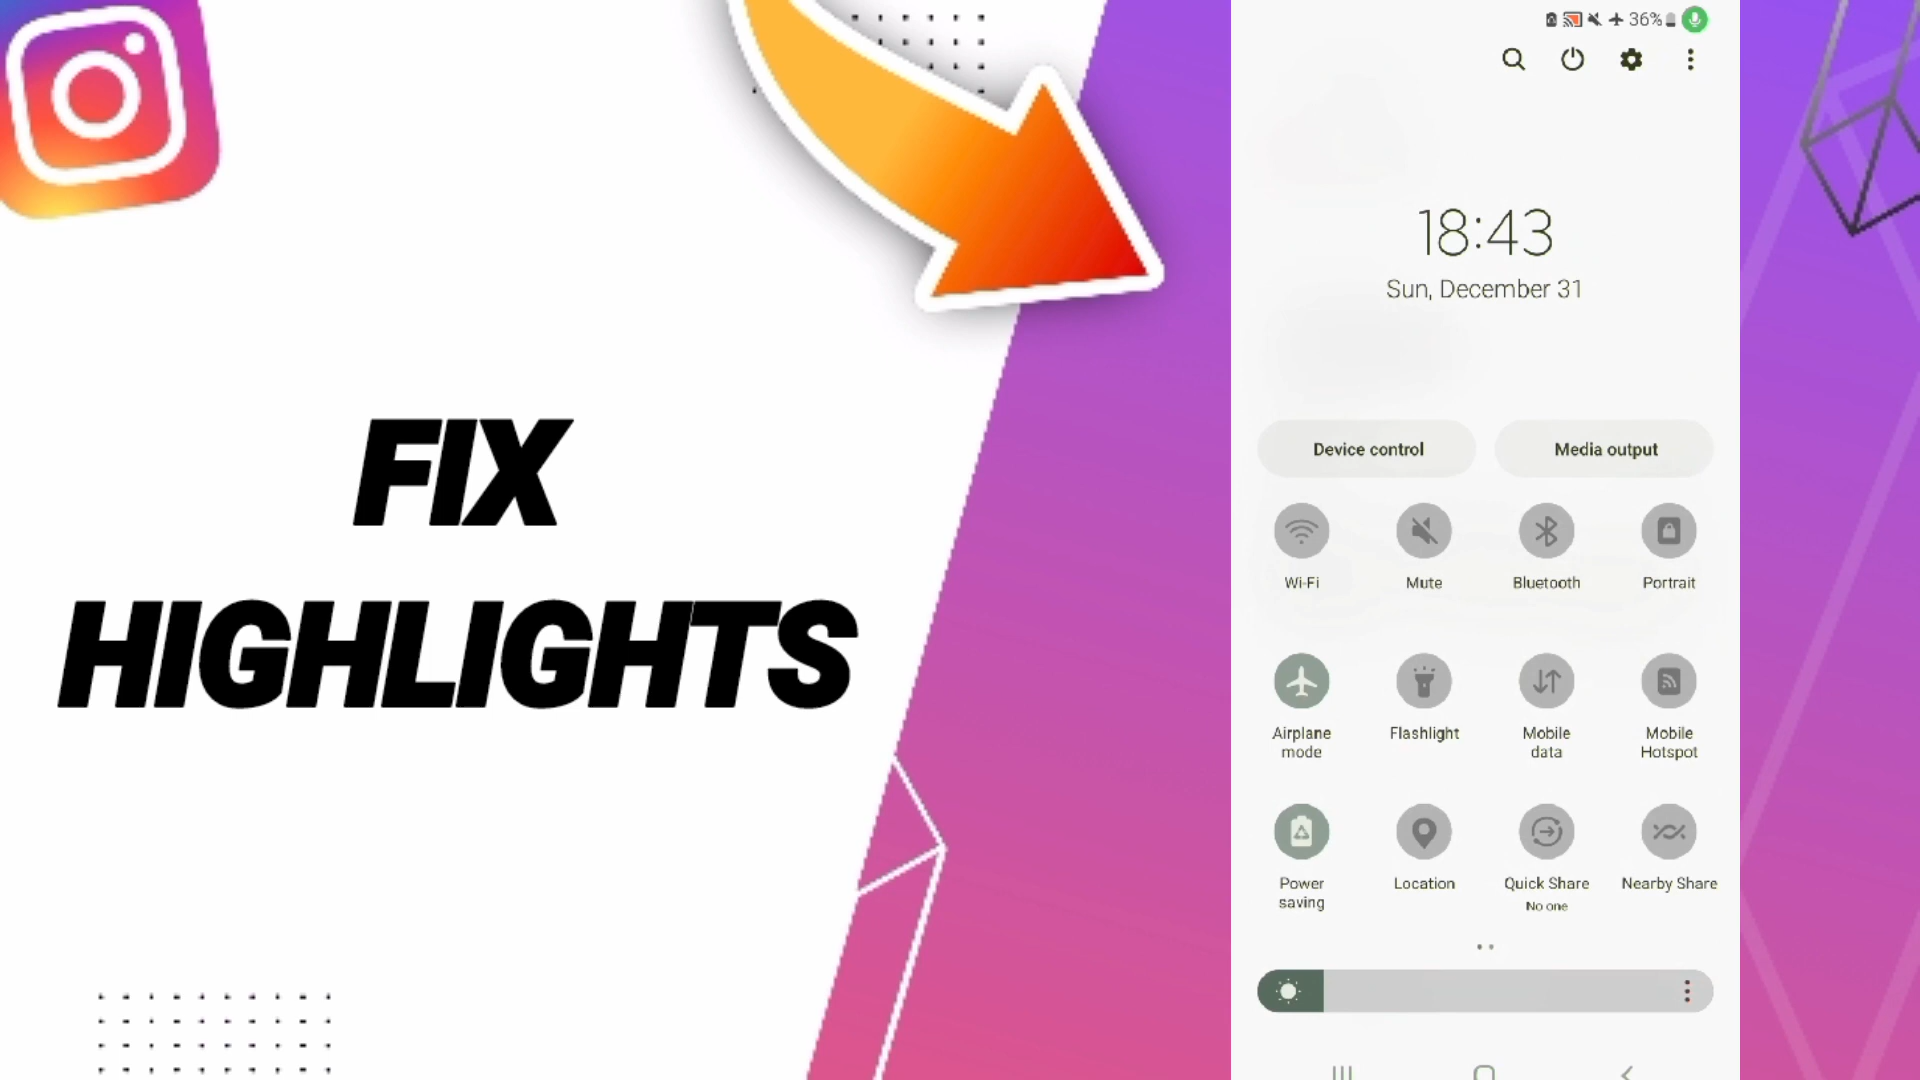 FIX
HIGHLIGHTS
36%
18:43
Sun, December 31
Device control
Media output
Wi-Fi
Mute
Bluetooth
Portrait
Airplane
mode
Flashlight
Mobile
data
Mobile
Hotspot
Power
saving
Location
Quick Share
No one
Nearby Share